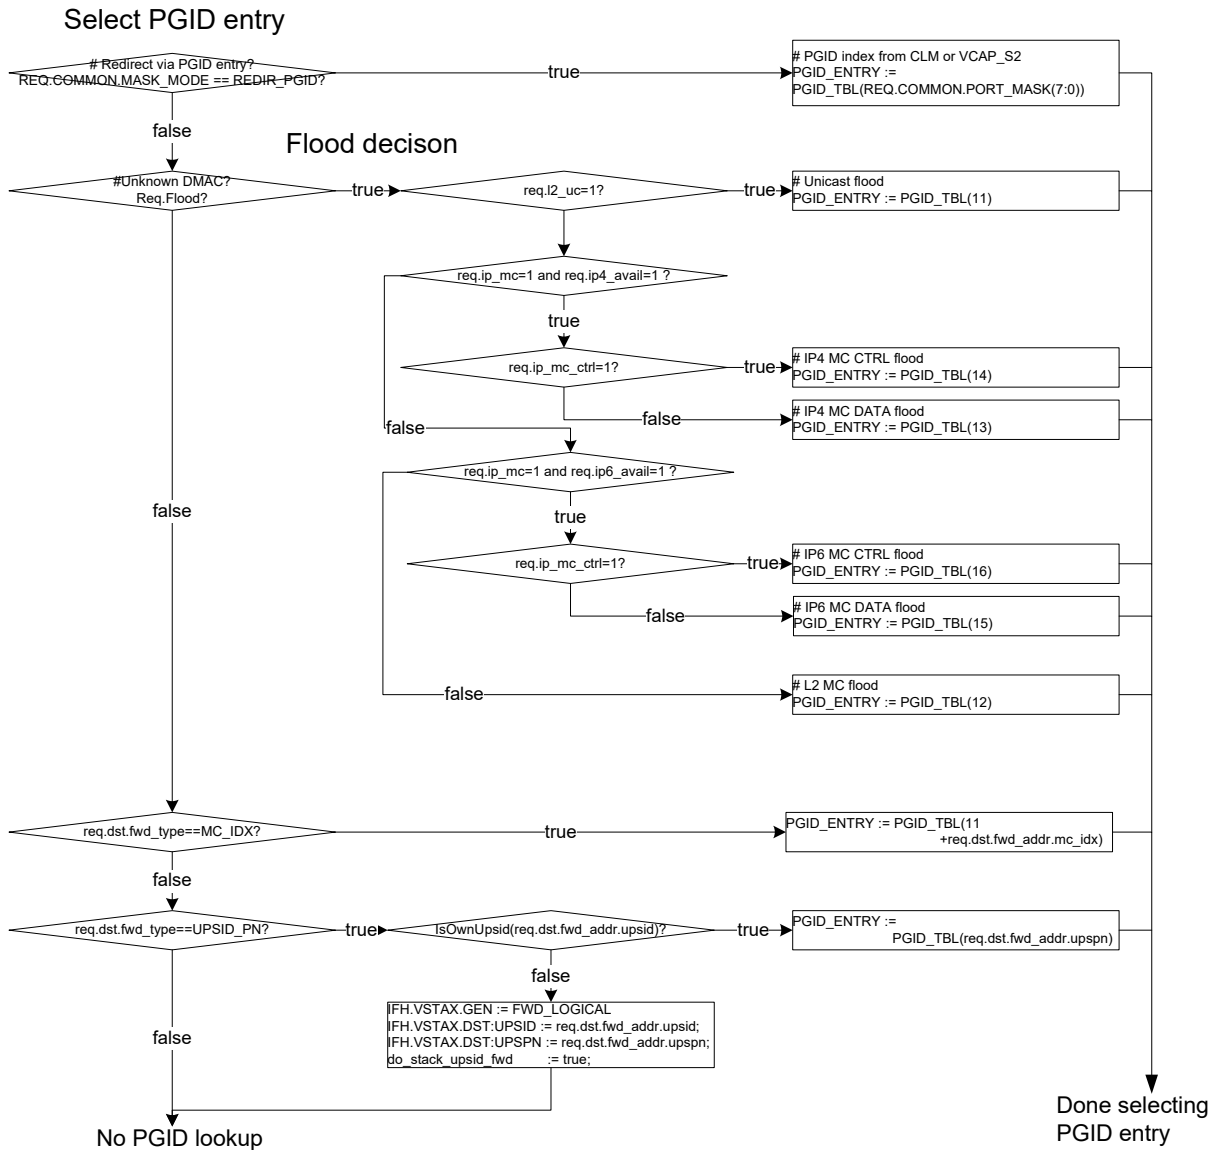 Select PGID entry
# Redirect via PGID entry?
REQ.COMMON.MASK_MODE == REDIR_PGID?
true
# PGID index from CLM or VCAP_S2
PGID_ENTRY :=
PGID_TBL(REQ.COMMON.PORT_MASK(7:0))
false
Flood decison
#Unknown DMAC?
Req.Flood?
true
req.l2_uc=1?
true
# Unicast flood
PGID_ENTRY := PGID_TBL(11)
req.ip_mc=1 and req.ip4_avail=1 ?
true
req.ip_mc_ctrl=1?
true
# IP4 MC CTRL flood
PGID_ENTRY := PGID_TBL(14)
false
# IP4 MC DATA flood
PGID_ENTRY := PGID_TBL(13)
false
req.ip_mc=1 and req.ip6_avail=1 ?
false
true
req.ip_mc_ctrl=1?
true
# IP6 MC CTRL flood
PGID_ENTRY := PGID_TBL(16)
false
# IP6 MC DATA flood
PGID_ENTRY := PGID_TBL(15)
false
# L2 MC flood
PGID_ENTRY := PGID_TBL(12)
req.dst.fwd_type==MC_IDX?
true
PGID_ENTRY := PGID_TBL(11
+req.dst.fwd_addr.mc_idx)
false
req.dst.fwd_type==UPSID_PN?
true
IsOwnUpsid(req.dst.fwd_addr.upsid)?
true
PGID_ENTRY :=
PGID_TBL(req.dst.fwd_addr.upspn)
false
IFH.VSTAX.GEN := FWD_LOGICAL
IFH.VSTAX.DST:UPSID := req.dst.fwd_addr.upsid;
IFH.VSTAX.DST:UPSPN := req.dst.fwd_addr.upspn;
do_stack_upsid_fwd := true;
false
No PGID lookup
Done selecting
PGID entry